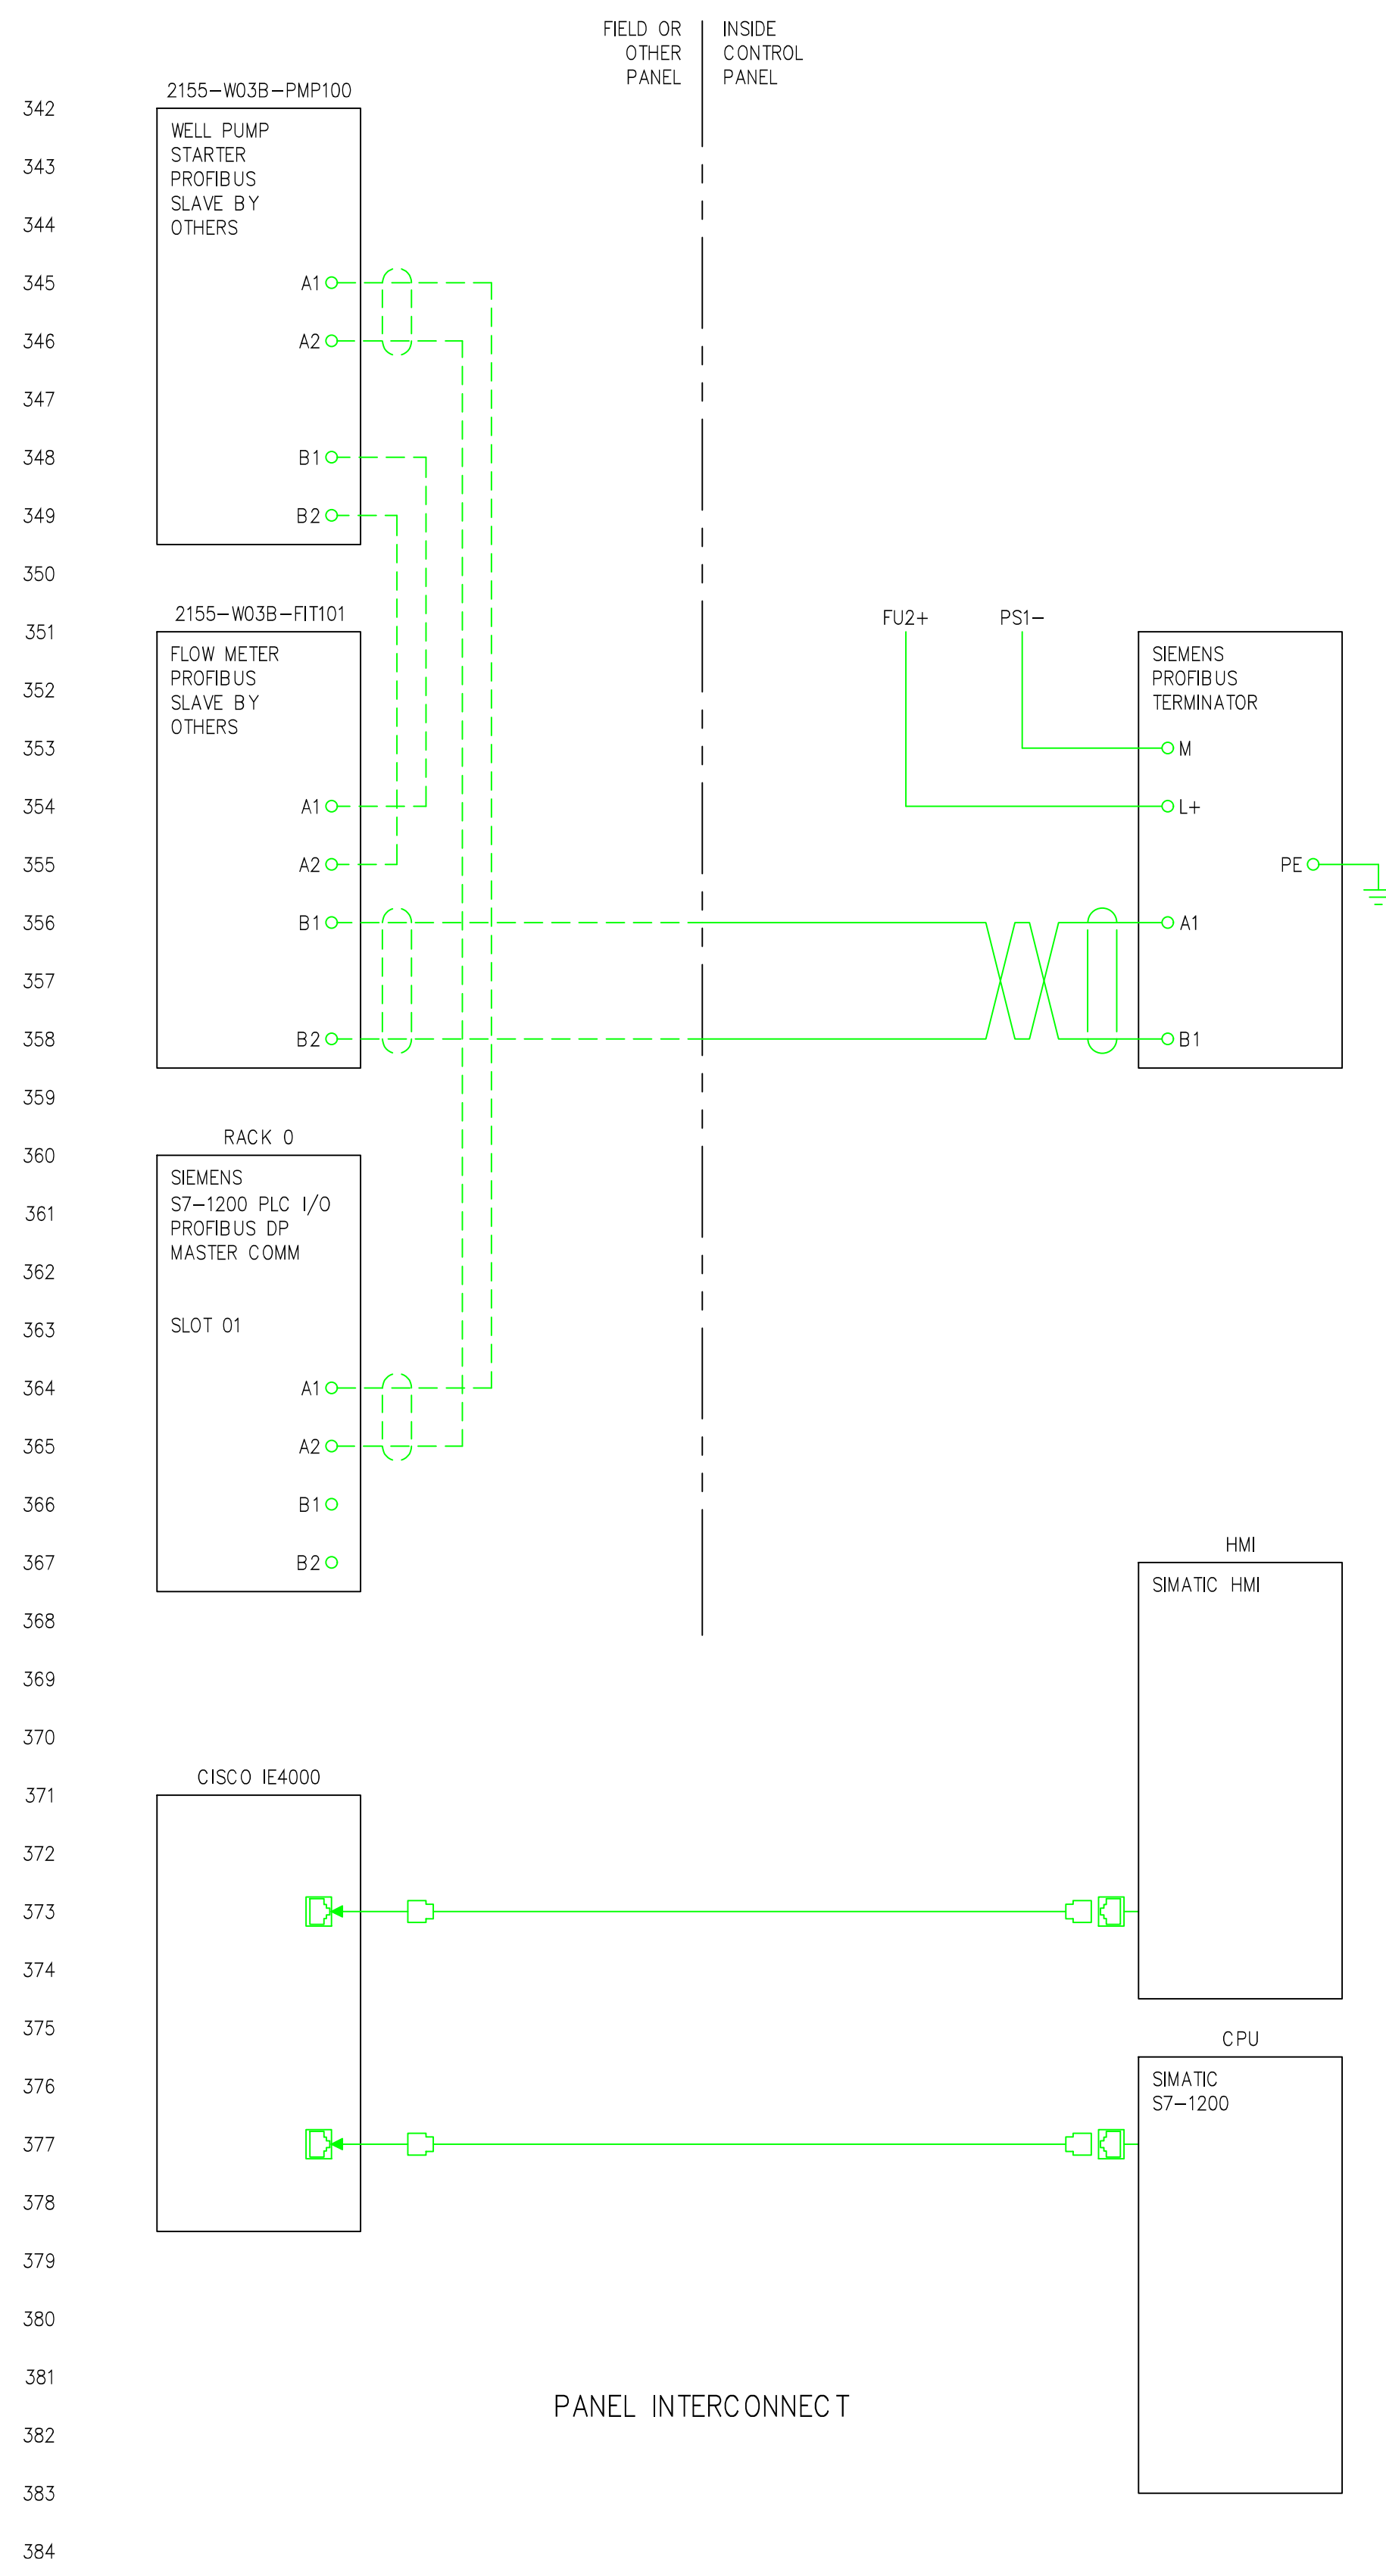 FIELD OR
OTHER
PANEL
INSIDE
CONTROL
PANEL
2155-W03B-PMP100
342
WELL PUMP
STARTER
343
PROFIBUS
SLAVE BY
344
OTHERS
345
A1
346
A2
347
348
B1
349
B2
350
2155-W03B-FIT101
FU2+
PS1-
351
FLOW METER
PROFIBUS
352
SLAVE BY
OTHERS
SIEMENS
PROFIBUS
TERMINATOR
353
M
354
A1
L+
355
A2
PE
356
B1
A1
357
358
B2
B1
359
RACK 0
360
SIEMENS
S7-1200 PLC I/O
361
PROFIBUS DP
MASTER COMM
362
363
SLOT 01
364
A1
365
A2
366
B1
HMI
367
B2
SIMATIC HMI
368
369
370
CISCO IE4000
371
372
373
374
375
CPU
376
SIMATIC
S7-1200
377
378
379
380
381
PANEL INTERCONNECT
382
383
384